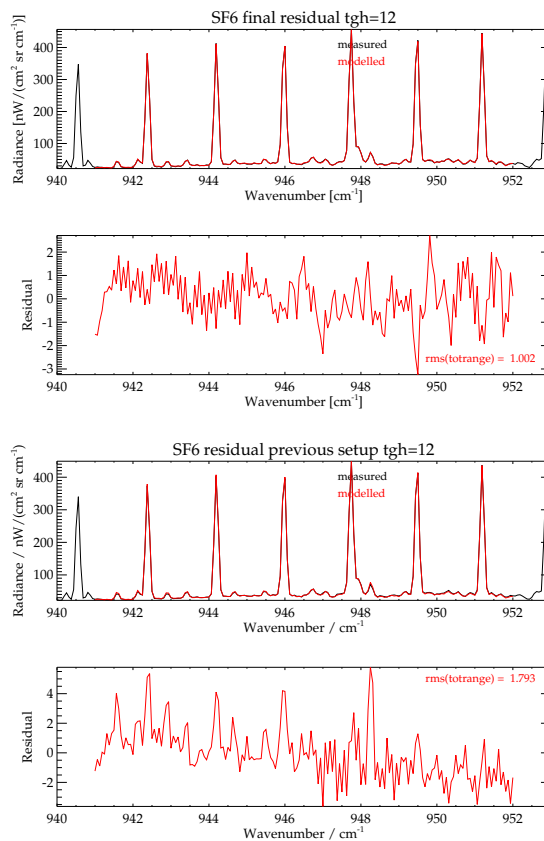 SF6 final residual tgh=12
Radiance [nW/(cm² sr cm⁻¹)]
400
300
200
100
measured
modelled
940 942 944 946 948 950 952
Wavenumber [cm⁻¹]
Residual
2
1
0
-1
-2
-3
rms(totrange) = 1.002
940 942 944 946 948 950 952
Wavenumber [cm⁻¹]
SF6 residual previous setup tgh=12
Radiance / nW/(cm² sr cm⁻¹)
400
300
200
100
measured
modelled
940 942 944 946 948 950 952
Wavenumber / cm⁻¹
Residual
4
2
0
-2
rms(totrange) = 1.793
940 942 944 946 948 950 952
Wavenumber / cm⁻¹